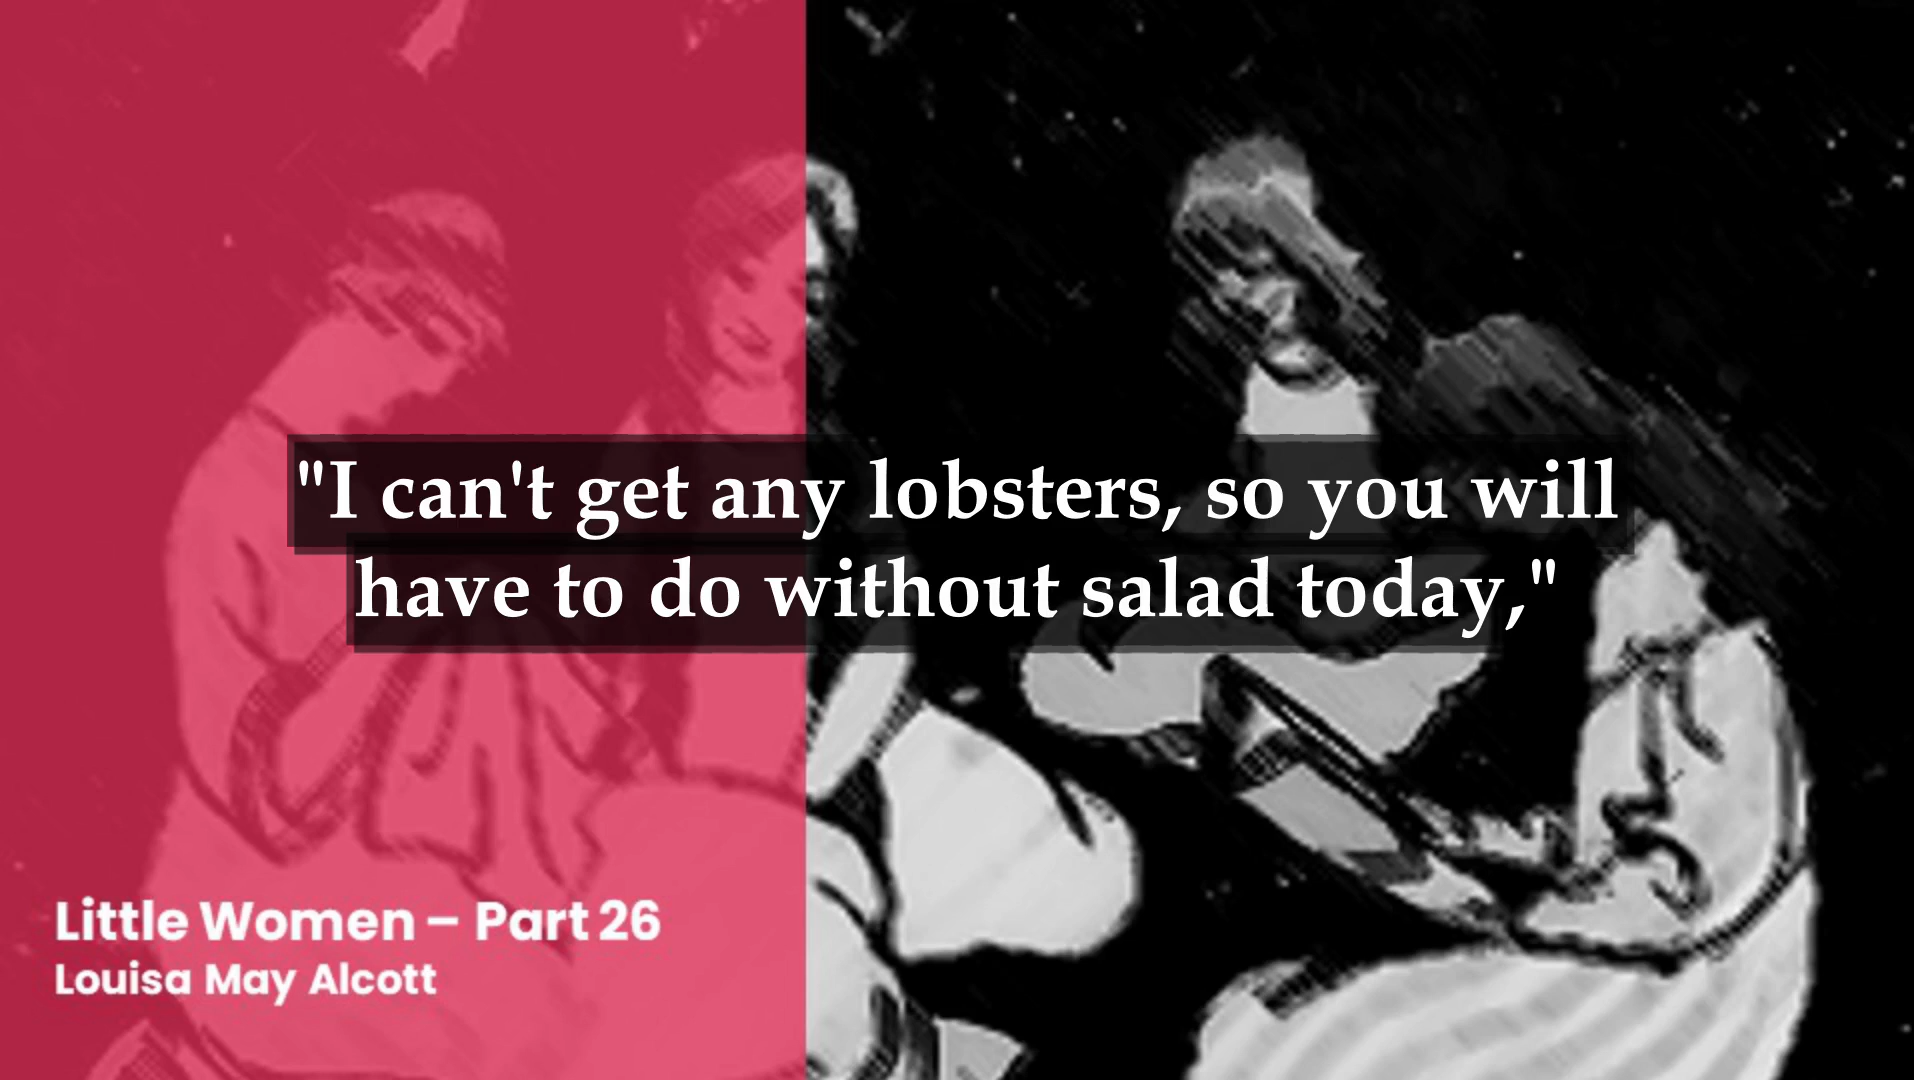 "I can't get any lobsters, so you will
have to do without salad today,"
Little Women – Part 26
Louisa May Alcott